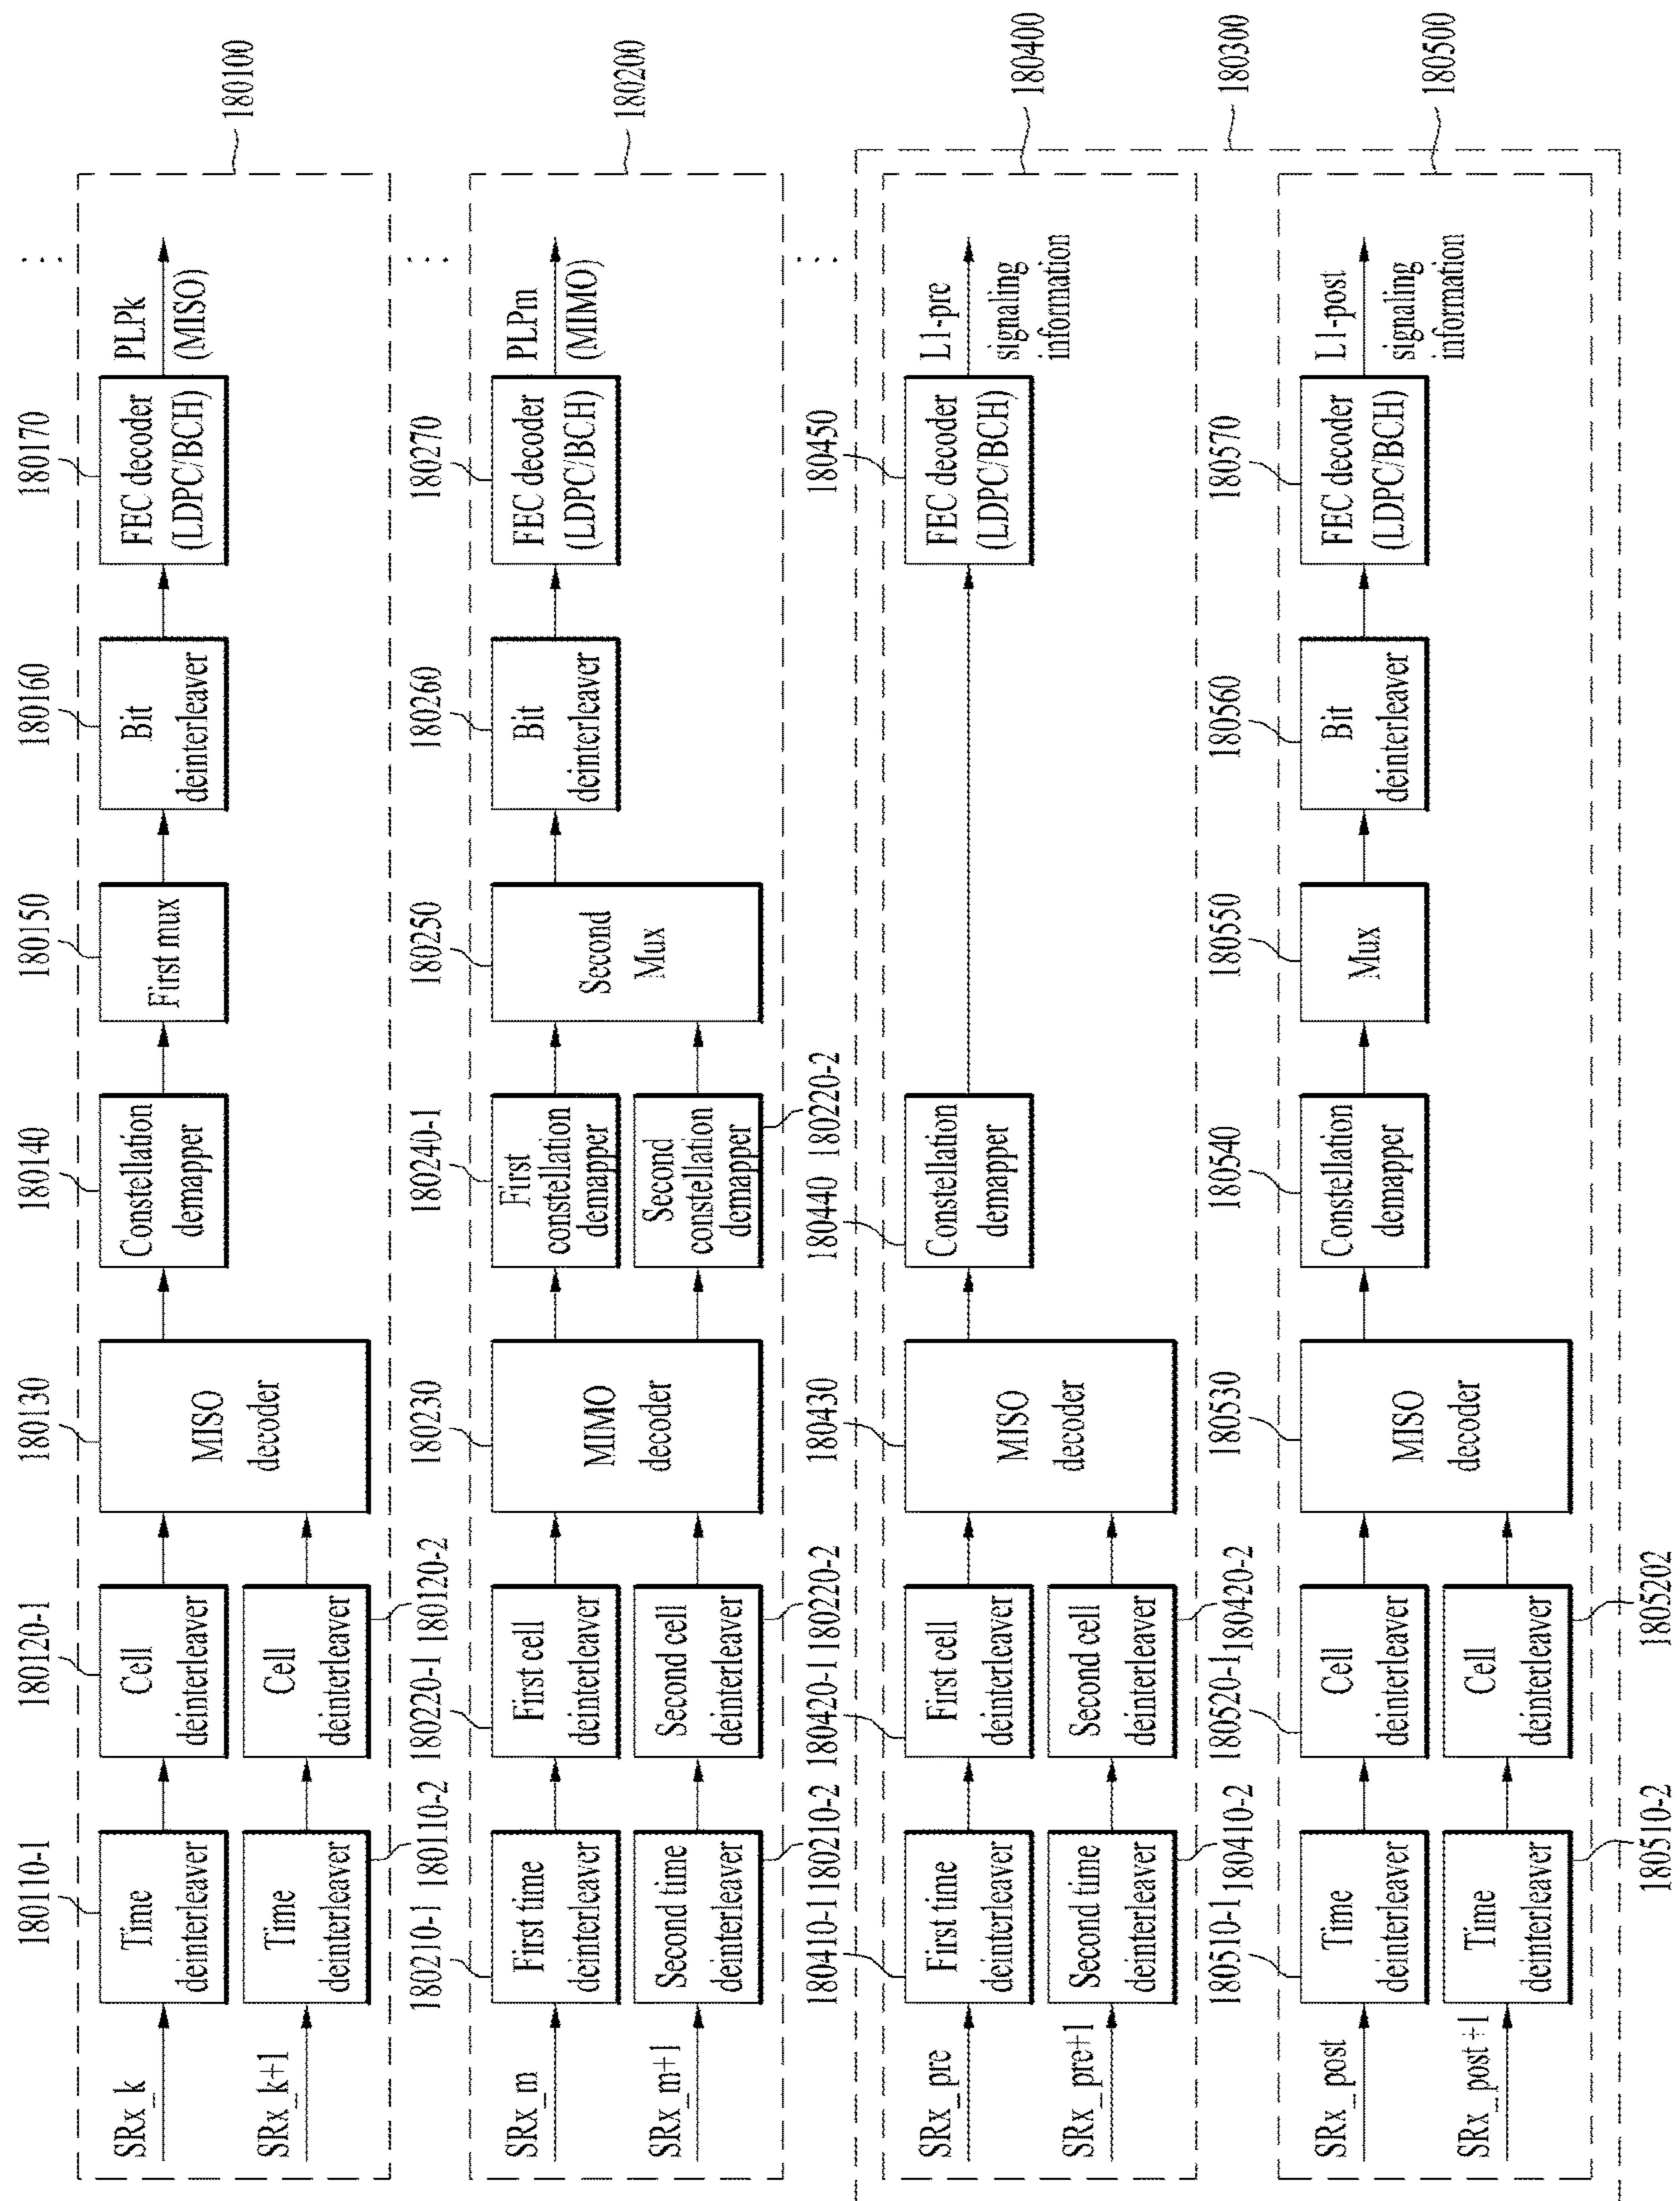 180110-1
180120-1
180130
180140
180150
180160
180170
180100
SRx_k
Time
deinterleaver
Cell
deinterleaver
MISO
decoder
Constellation
demapper
First mux
Bit
deinterleaver
FEC decoder
(LDPC/BCH)
PLPk
(MISO)
SRx_k+1
Time
deinterleaver
Cell
deinterleaver
180110-2
180120-2
180210-1
180220-1
180230
180240-1
180250
180260
180270
180200
SRx_m
First time
deinterleaver
First cell
deinterleaver
MIMO
decoder
First
constellation
demapper
Second
Mux
Bit
deinterleaver
FEC decoder
(LDPC/BCH)
PLPm
(MIMO)
SRx_m+1
Second time
deinterleaver
Second cell
deinterleaver
Second
constellation
demapper
180210-2
180220-2
180220-2
180410-1
180420-1
180430
180440
180450
180400
180300
SRx_pre
First time
deinterleaver
First cell
deinterleaver
MISO
decoder
Constellation
demapper
FEC decoder
(LDPC/BCH)
L1-pre
signaling
information
SRx_pre+1
Second time
deinterleaver
Second cell
deinterleaver
180410-2
180420-2
180510-1
180520-1
180530
180540
180550
180560
180570
180500
SRx_post
Time
deinterleaver
Cell
deinterleaver
MISO
decoder
Constellation
demapper
Mux
Bit
deinterleaver
FEC decoder
(LDPC/BCH)
L1-post
signaling
information
SRx_post+1
Time
deinterleaver
Cell
deinterleaver
180510-2
1805202